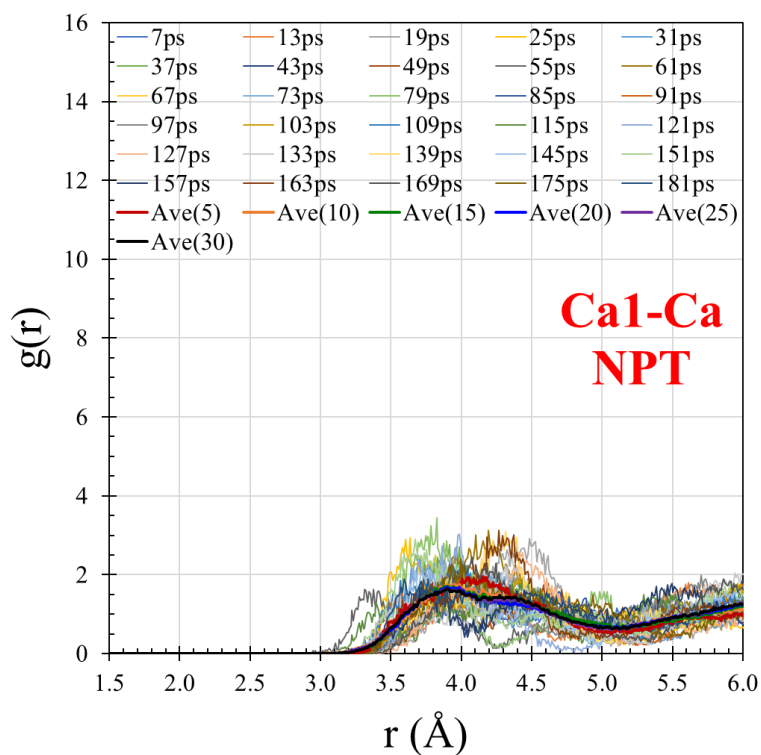 16
7ps 13ps 19ps 25ps 31ps
37ps 43ps 49ps 55ps 61ps
14
67ps 73ps 79ps 85ps 91ps
97ps 103ps 109ps 115ps 121ps
127ps 133ps 139ps 145ps 151ps
12
157ps 163ps 169ps 175ps 181ps
Ave(5) Ave(10) Ave(15) Ave(20) Ave(25)
Ave(30)
10
g(r)
8
Ca1-Ca
NPT
6
4
2
0
1.5 2.0 2.5 3.0 3.5 4.0 4.5 5.0 5.5 6.0
r (Å)